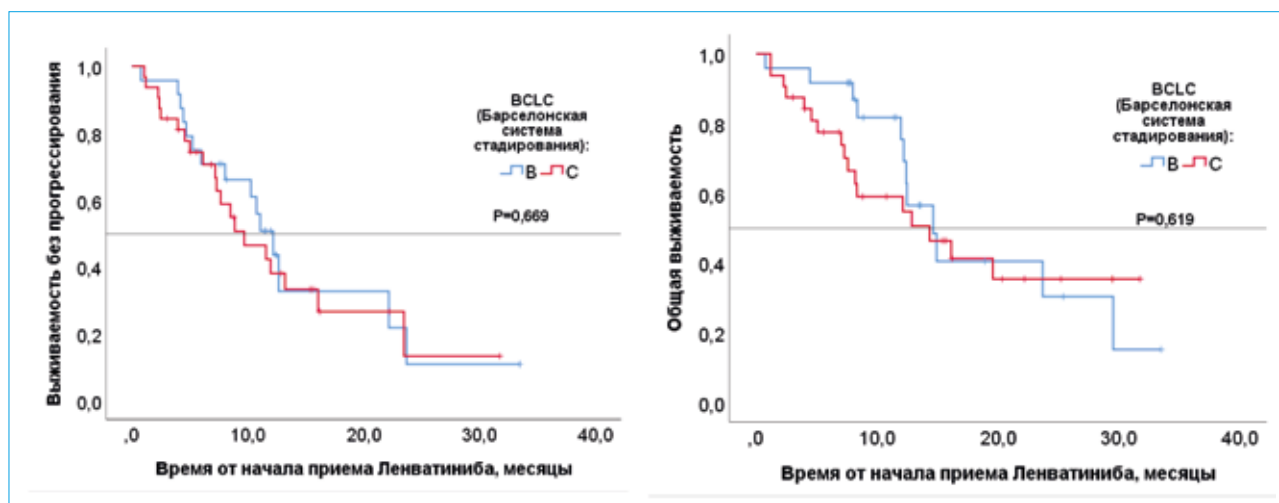 Выживаемость без прогрессирования
1,0
0,8
0,6
0,4
0,2
0,0
BCLC
(Барселонская
система
стадирования):
B C
P=0,669
,0 10,0 20,0 30,0 40,0
Время от начала приема Ленватиниба, месяцы
Общая выживаемость
1,0
0,8
0,6
0,4
0,2
0,0
BCLC
(Барселонская
система
стадирования):
B C
P=0,619
,0 10,0 20,0 30,0 40,0
Время от начала приема Ленватиниба, месяцы